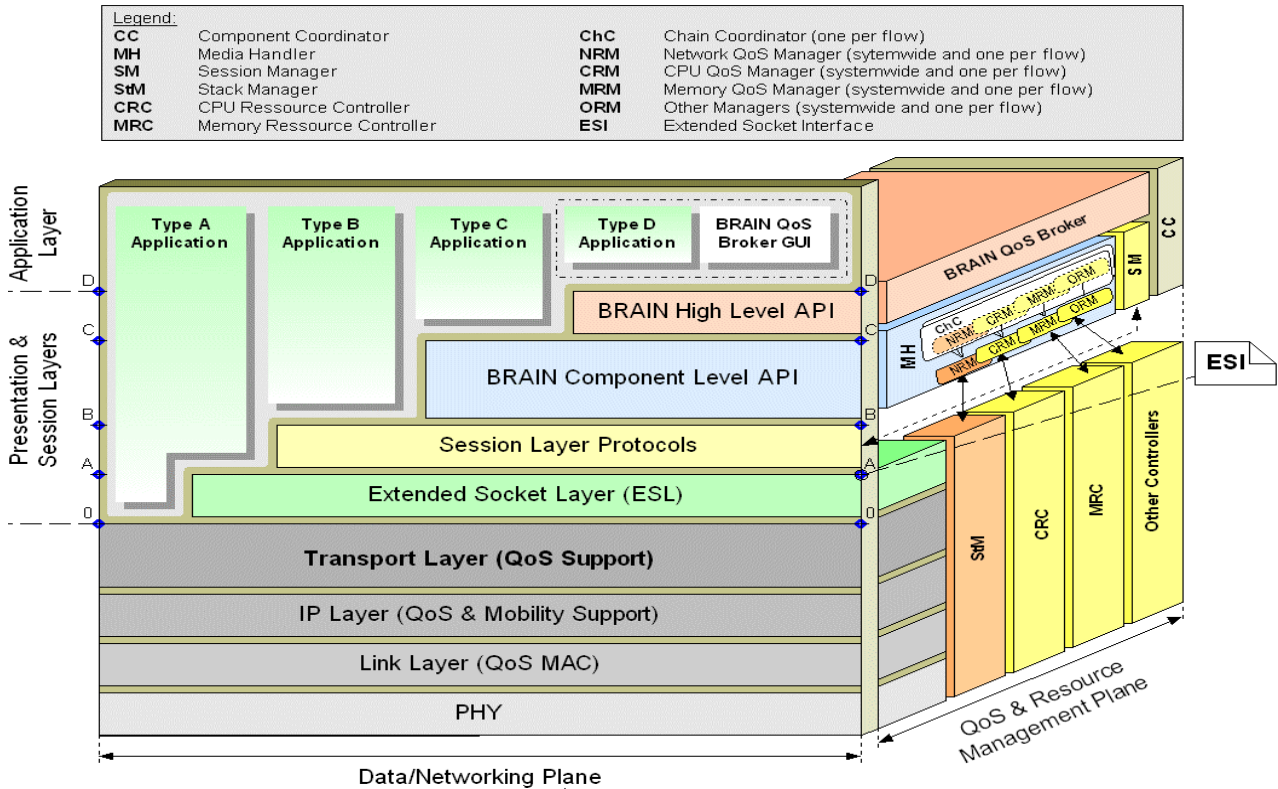 Legend:
CC Component Coordinator
MH Media Handler
SM Session Manager
StM Stack Manager
CRC CPU Ressource Controller
MRC Memory Ressource Controller
ChC Chain Coordinator (one per flow)
NRM Network QoS Manager (sytemwide and one per flow)
CRM CPU QoS Manager (systemwide and one per flow)
MRM Memory QoS Manager (systemwide and one per flow)
ORM Other Managers (systemwide and one per flow)
ESI Extended Socket Interface
Application
Layer
Presentation &
Session Layers
D
C
B
A
0
Type A
Application
Type B
Application
Type C
Application
Type D
Application
BRAIN QoS
Broker GUI
BRAIN High Level API
BRAIN Component Level API
Session Layer Protocols
Extended Socket Layer (ESL)
Transport Layer (QoS Support)
IP Layer (QoS & Mobility Support)
Link Layer (QoS MAC)
PHY
D
C
B
A
0
BRAIN QoS Broker
CC
SM
MH
ChC
NRM
CRM
MRM
ORM
NRM
CRM
MRM
ORM
ESI
StM
CRC
MRC
Other Controllers
QoS & Resource
Management Plane
Data/Networking Plane